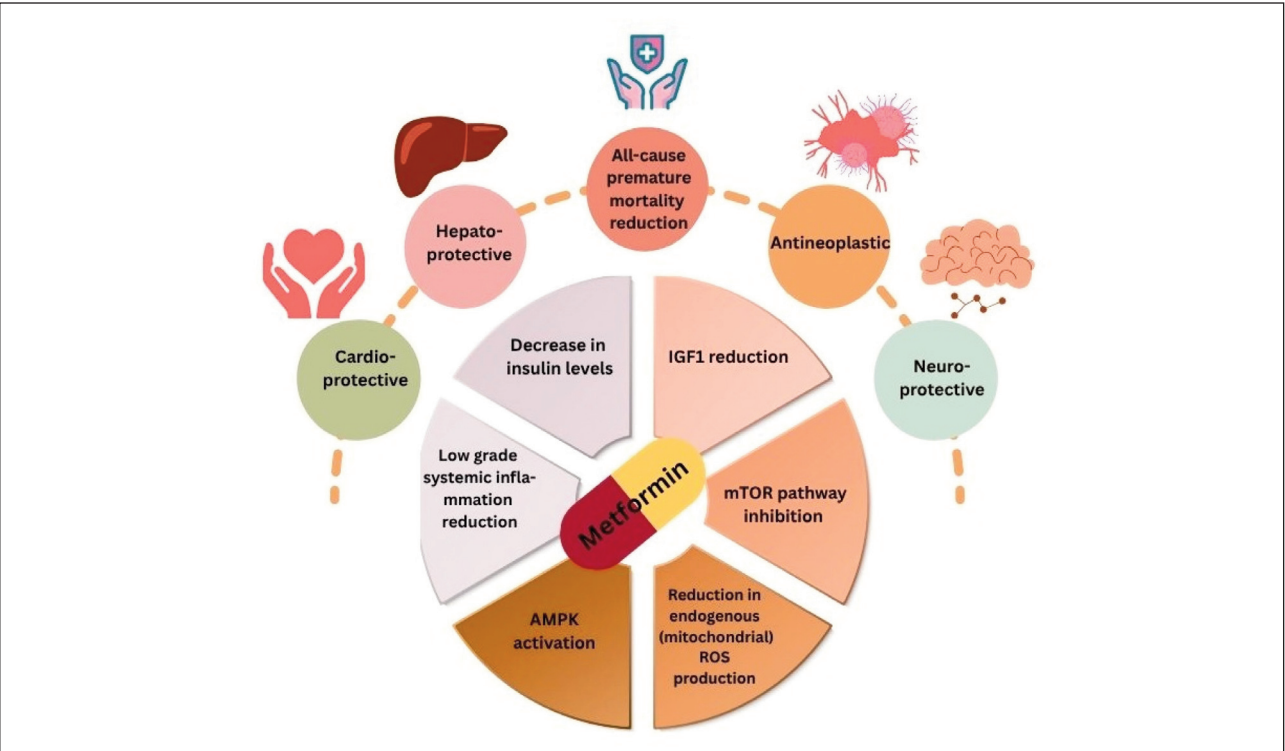 All-cause
premature
mortality
reduction
Hepato-
protective
Antineoplastic
Cardio-
protective
Neuro-
protective
Decrease in
insulin levels
IGF1 reduction
Low grade
systemic infla-
mmation
reduction
Metformin
mTOR pathway
inhibition
AMPK
activation
Reduction in
endogenous
(mitochondrial)
ROS
production